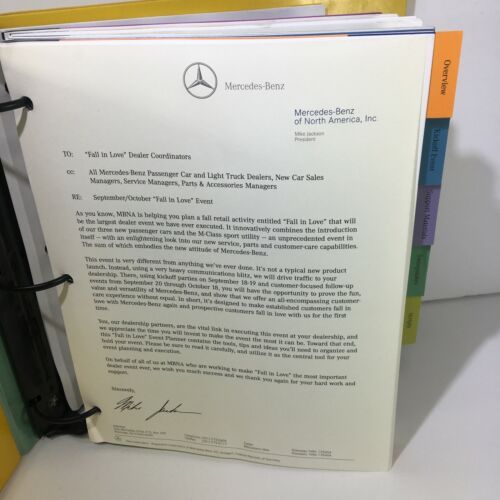 Mercedes-Benz
Mercedes-Benz
of North America, Inc.
Mike Jackson
President
TO: "Fall in Love" Dealer Coordinators
cc: All Mercedes-Benz Passenger Car and Light Truck Dealers, New Car Sales
Managers, Service Managers, Parts & Accessories Managers
RE: September/October "Fall in Love" Event
As you know, MBNA is helping you plan a fall retail activity entitled "Fall in Love" that will
be the largest dealer event we have ever executed. It innovatively combines the introduction
of our three new passenger cars and the M-Class sport utility – an unprecedented event in
itself – with an enlightening look into our new service, parts and customer-care capabilities.
The sum of which embodies the new attitude of Mercedes-Benz.
This event is very different from anything we've ever done. It's not a typical new product
launch. Instead, using a very heavy communications blitz, we will drive traffic to your
dealership. Then, using kickoff parties on September 18-19 and customer-focused follow-up
events from September 20 through October 18, you will have the opportunity to prove the fun,
value and versatility of Mercedes-Benz, and show that we offer an all-encompassing customer-
care experience without equal. In short, it's designed to make established customers fall in
love with Mercedes-Benz again and prospective customers fall in love with us for the first
time.
You, our dealership partners, are the vital link in executing this event at your dealership, and
we appreciate the time you will invest to make the event the most it can be. Toward that end,
this "Fall in Love" Event Planner contains the tools, tips and ideas you'll need to organize and
hold your event. Please be sure to read it carefully, and utilize it as the central tool for your
event planning and execution.
On behalf of all of us at MBNA who are working to make "Fall in Love" the most important
dealer event ever, we wish you much success and we thank you again for your hard work and
support.
Sincerely,
Mike Jackson
Overview
Kickoff Event
Support Materials